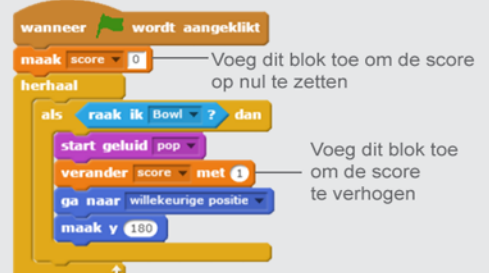 wanneer wordt aangeklikt
maak score 0
Voeg dit blok toe om de score
op nul te zetten
herhaal
als raak ik Bowl ? dan
start geluid pop
verander score met 1
Voeg dit blok toe
om de score
te verhogen
ga naar willekeurige positie
maak y 180